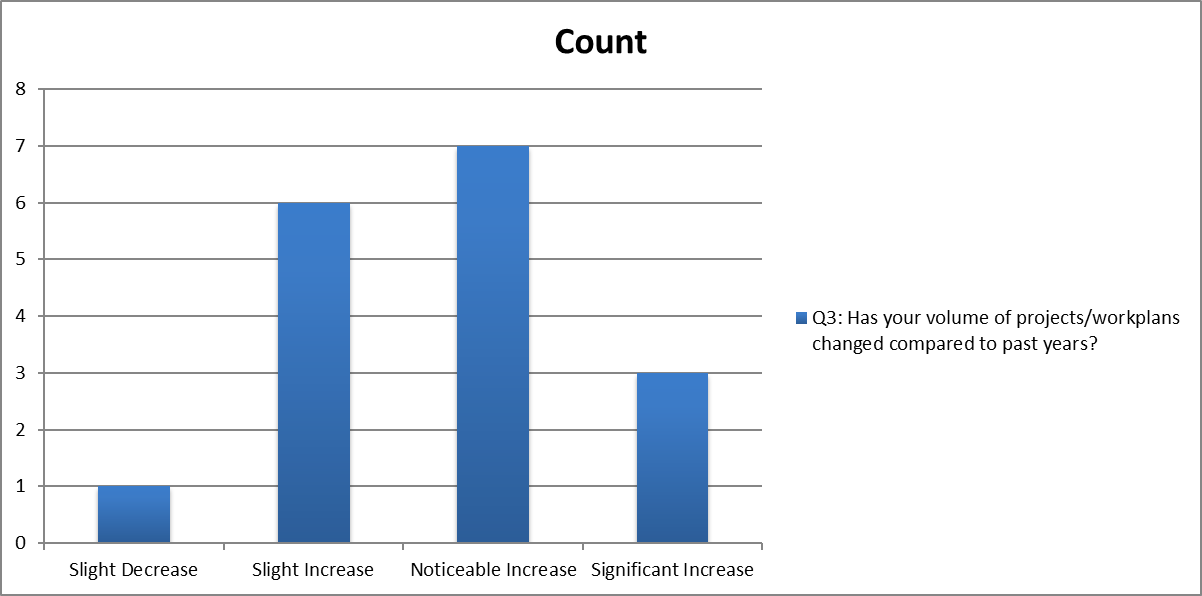 Count
8
7
6
5
4
3
2
1
0
Slight Decrease
Slight Increase
Noticeable Increase
Significant Increase
Q3: Has your volume of projects/workplans
changed compared to past years?